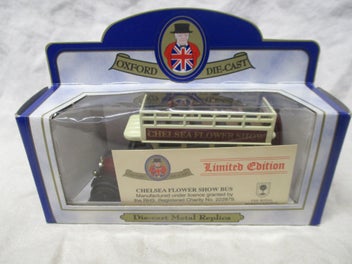 OXFORD DIE-CAST
CHELSEA FLOWER SHOW
Limited Edition
CHELSEA FLOWER SHOW BUS
Manufactured under licence granted by
the RHS, Registered Charity No. 222879
Die-cast Metal Replica